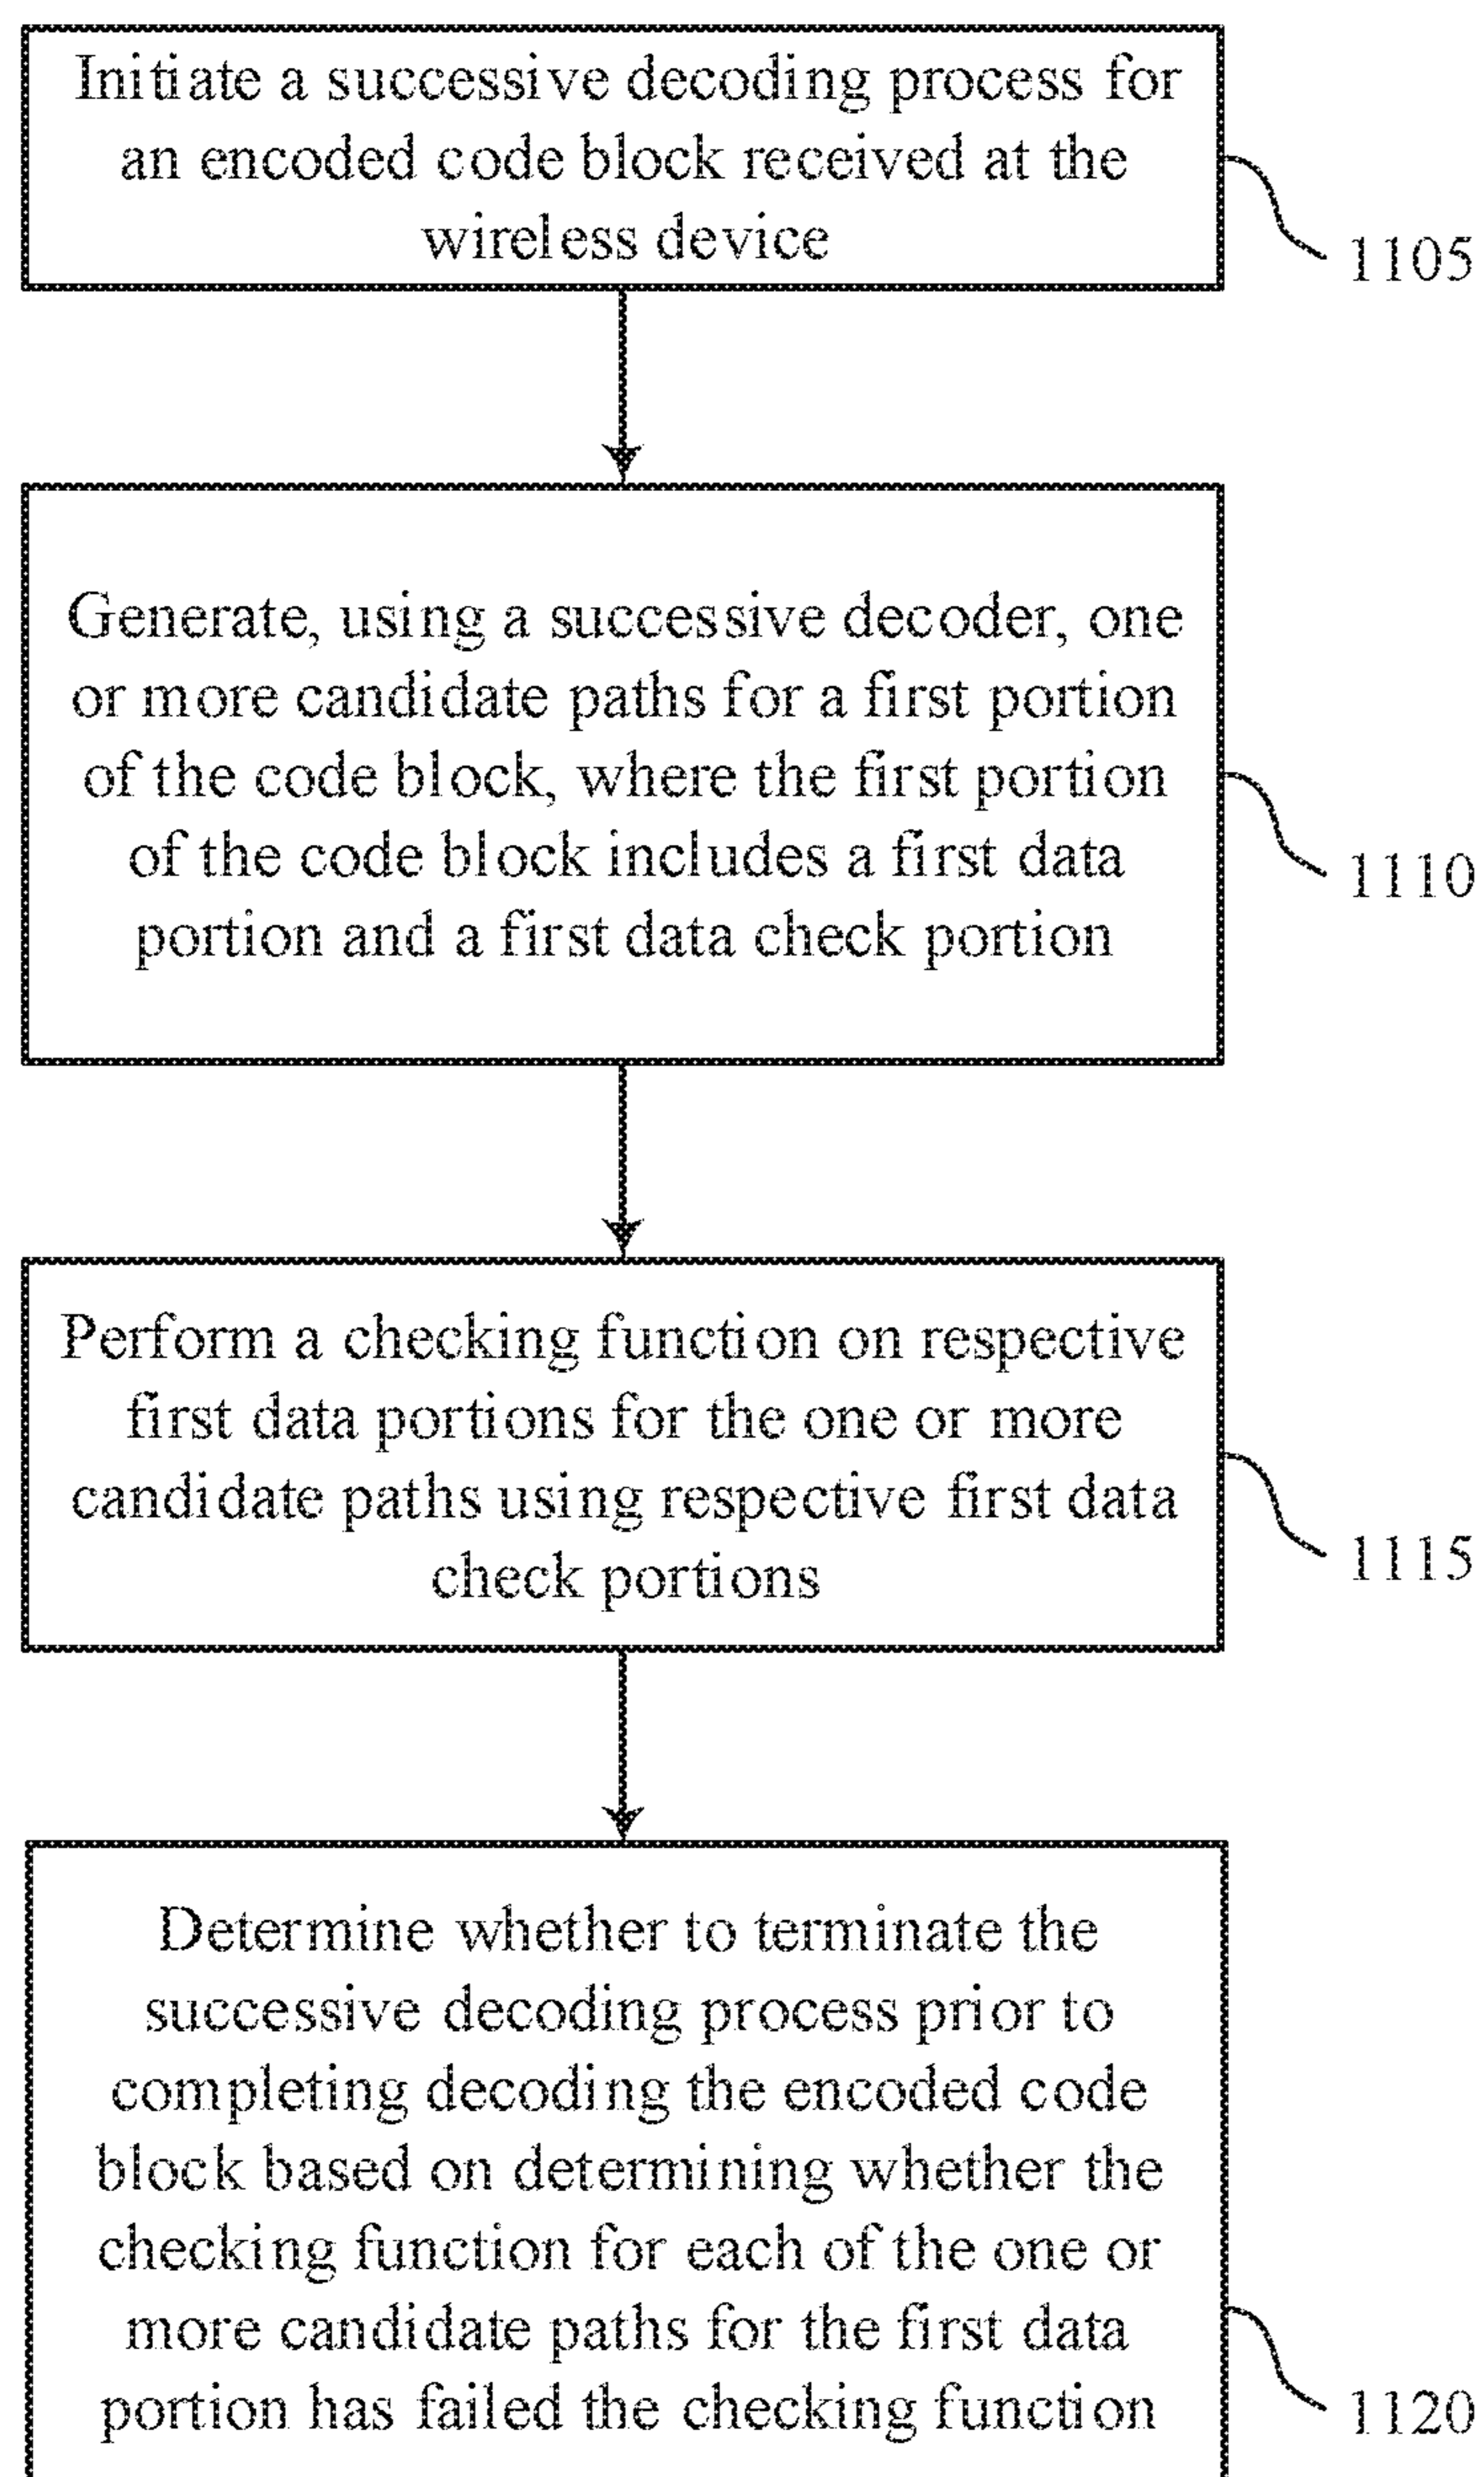 Initiate a successive decoding process for
an encoded code block received at the
wireless device
1105
Generate, using a successive decoder, one
or more candidate paths for a first portion
of the code block, where the first portion
of the code block includes a first data
portion and a first data check portion
1110
Perform a checking function on respective
first data portions for the one or more
candidate paths using respective first data
check portions
1115
Determine whether to terminate the
successive decoding process prior to
completing decoding the encoded code
block based on determining whether the
checking function for each of the one or
more candidate paths for the first data
portion has failed the checking function
1120